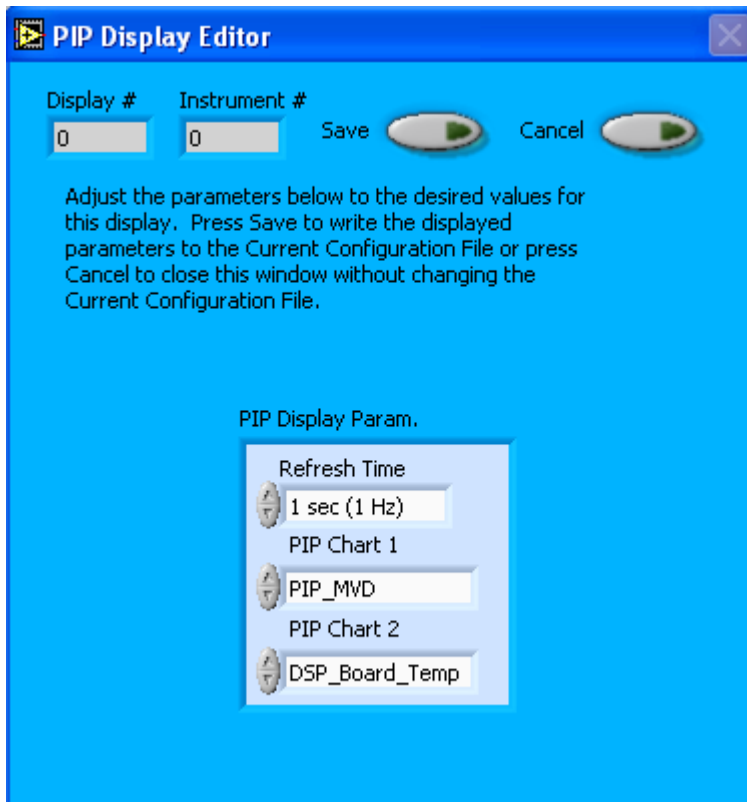 PIP Display Editor
Display # Instrument #
0 0 Save Cancel
Adjust the parameters below to the desired values for
this display. Press Save to write the displayed
parameters to the Current Configuration File or press
Cancel to close this window without changing the
Current Configuration File.
PIP Display Param.
Refresh Time
1 sec (1 Hz)
PIP Chart 1
PIP_MVD
PIP Chart 2
DSP_Board_Temp